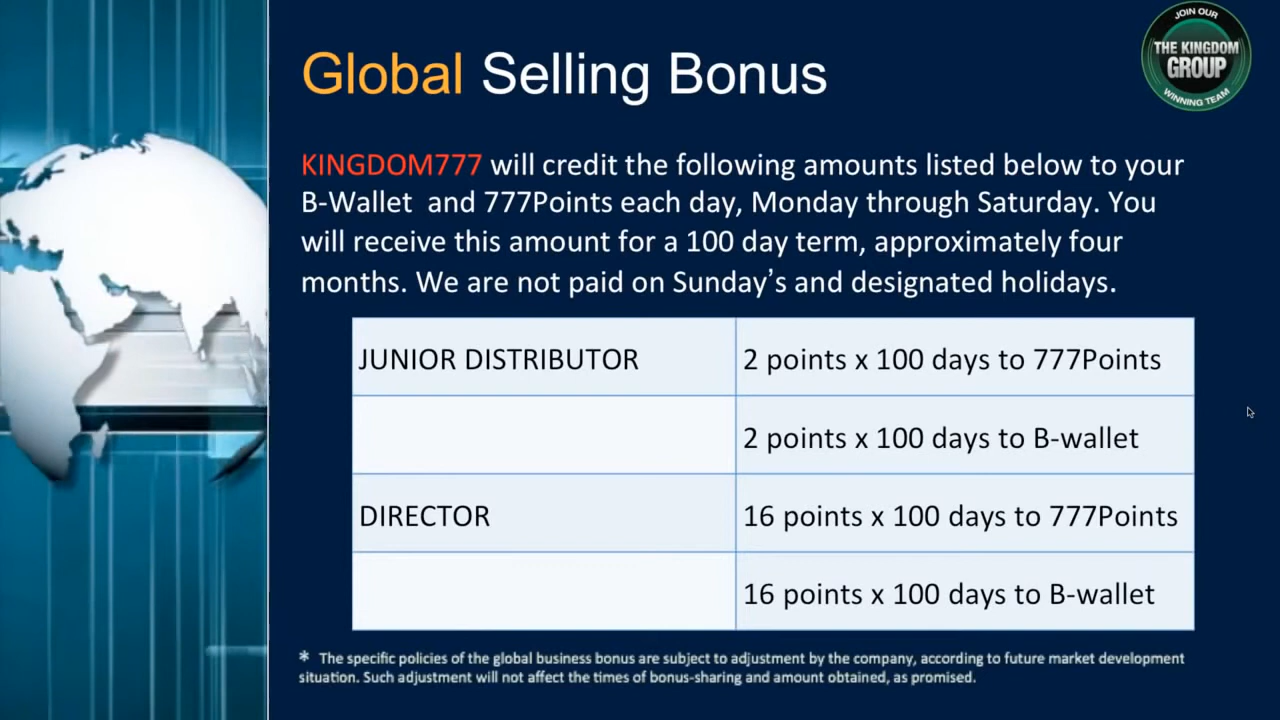 JOIN OUR
THE KINGDOM
GROUP
WINNING TEAM
Global Selling Bonus
KINGDOM777 will credit the following amounts listed below to your
B-Wallet and 777Points each day, Monday through Saturday. You
will receive this amount for a 100 day term, approximately four
months. We are not paid on Sunday's and designated holidays.
JUNIOR DISTRIBUTOR 2 points x 100 days to 777Points
2 points x 100 days to B-wallet
DIRECTOR 16 points x 100 days to 777Points
16 points x 100 days to B-wallet
* The specific policies of the global business bonus are subject to adjustment by the company, according to future market development
situation. Such adjustment will not affect the times of bonus-sharing and amount obtained, as promised.